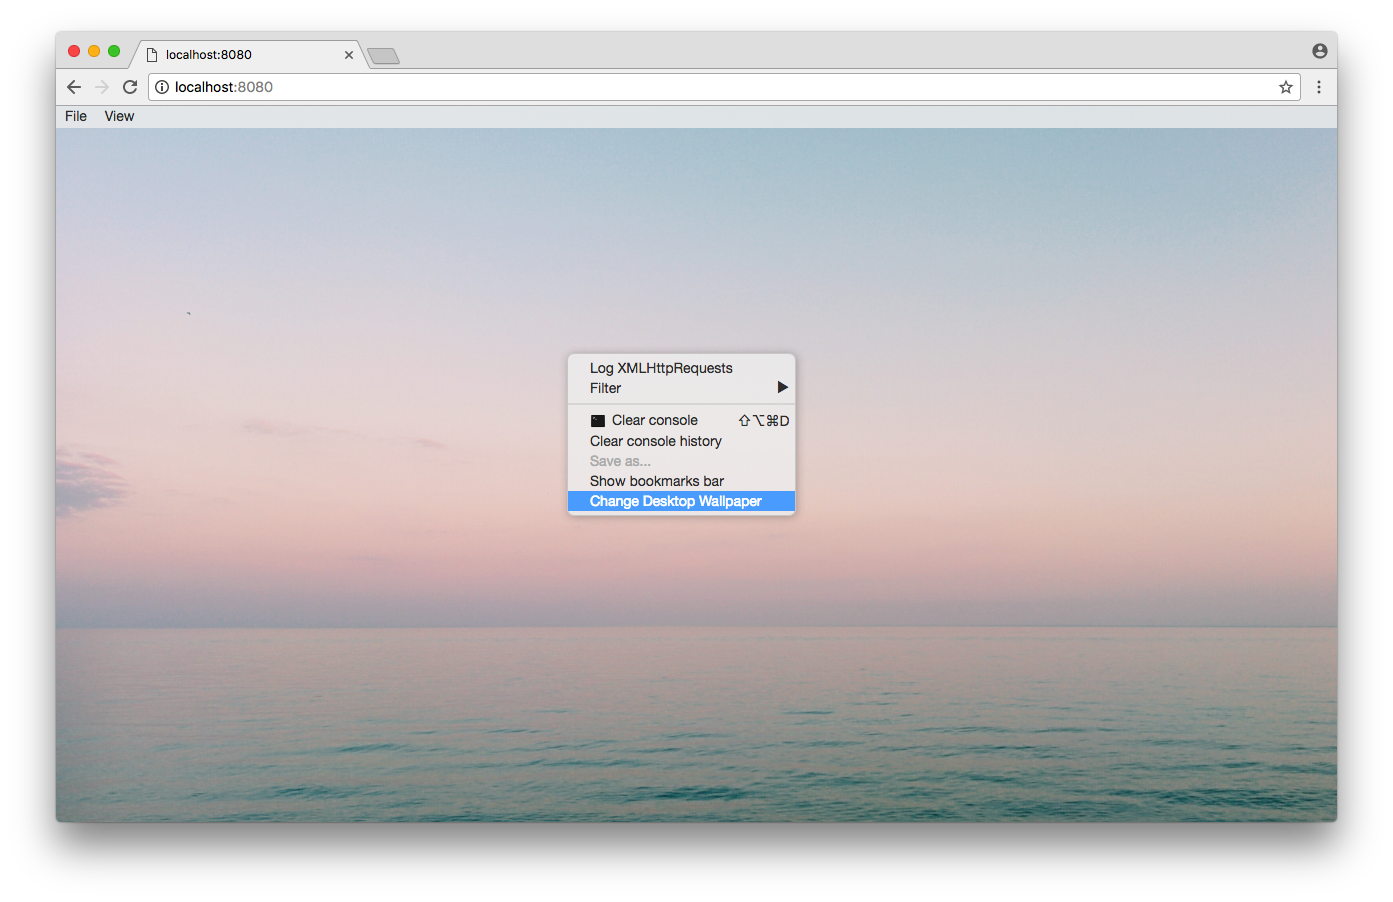 localhost:8080
localhost:8080
File View
Log XMLHttpRequests
Filter
Clear console ⇧⌥⌘D
Clear console history
Save as...
Show bookmarks bar
Change Desktop Wallpaper